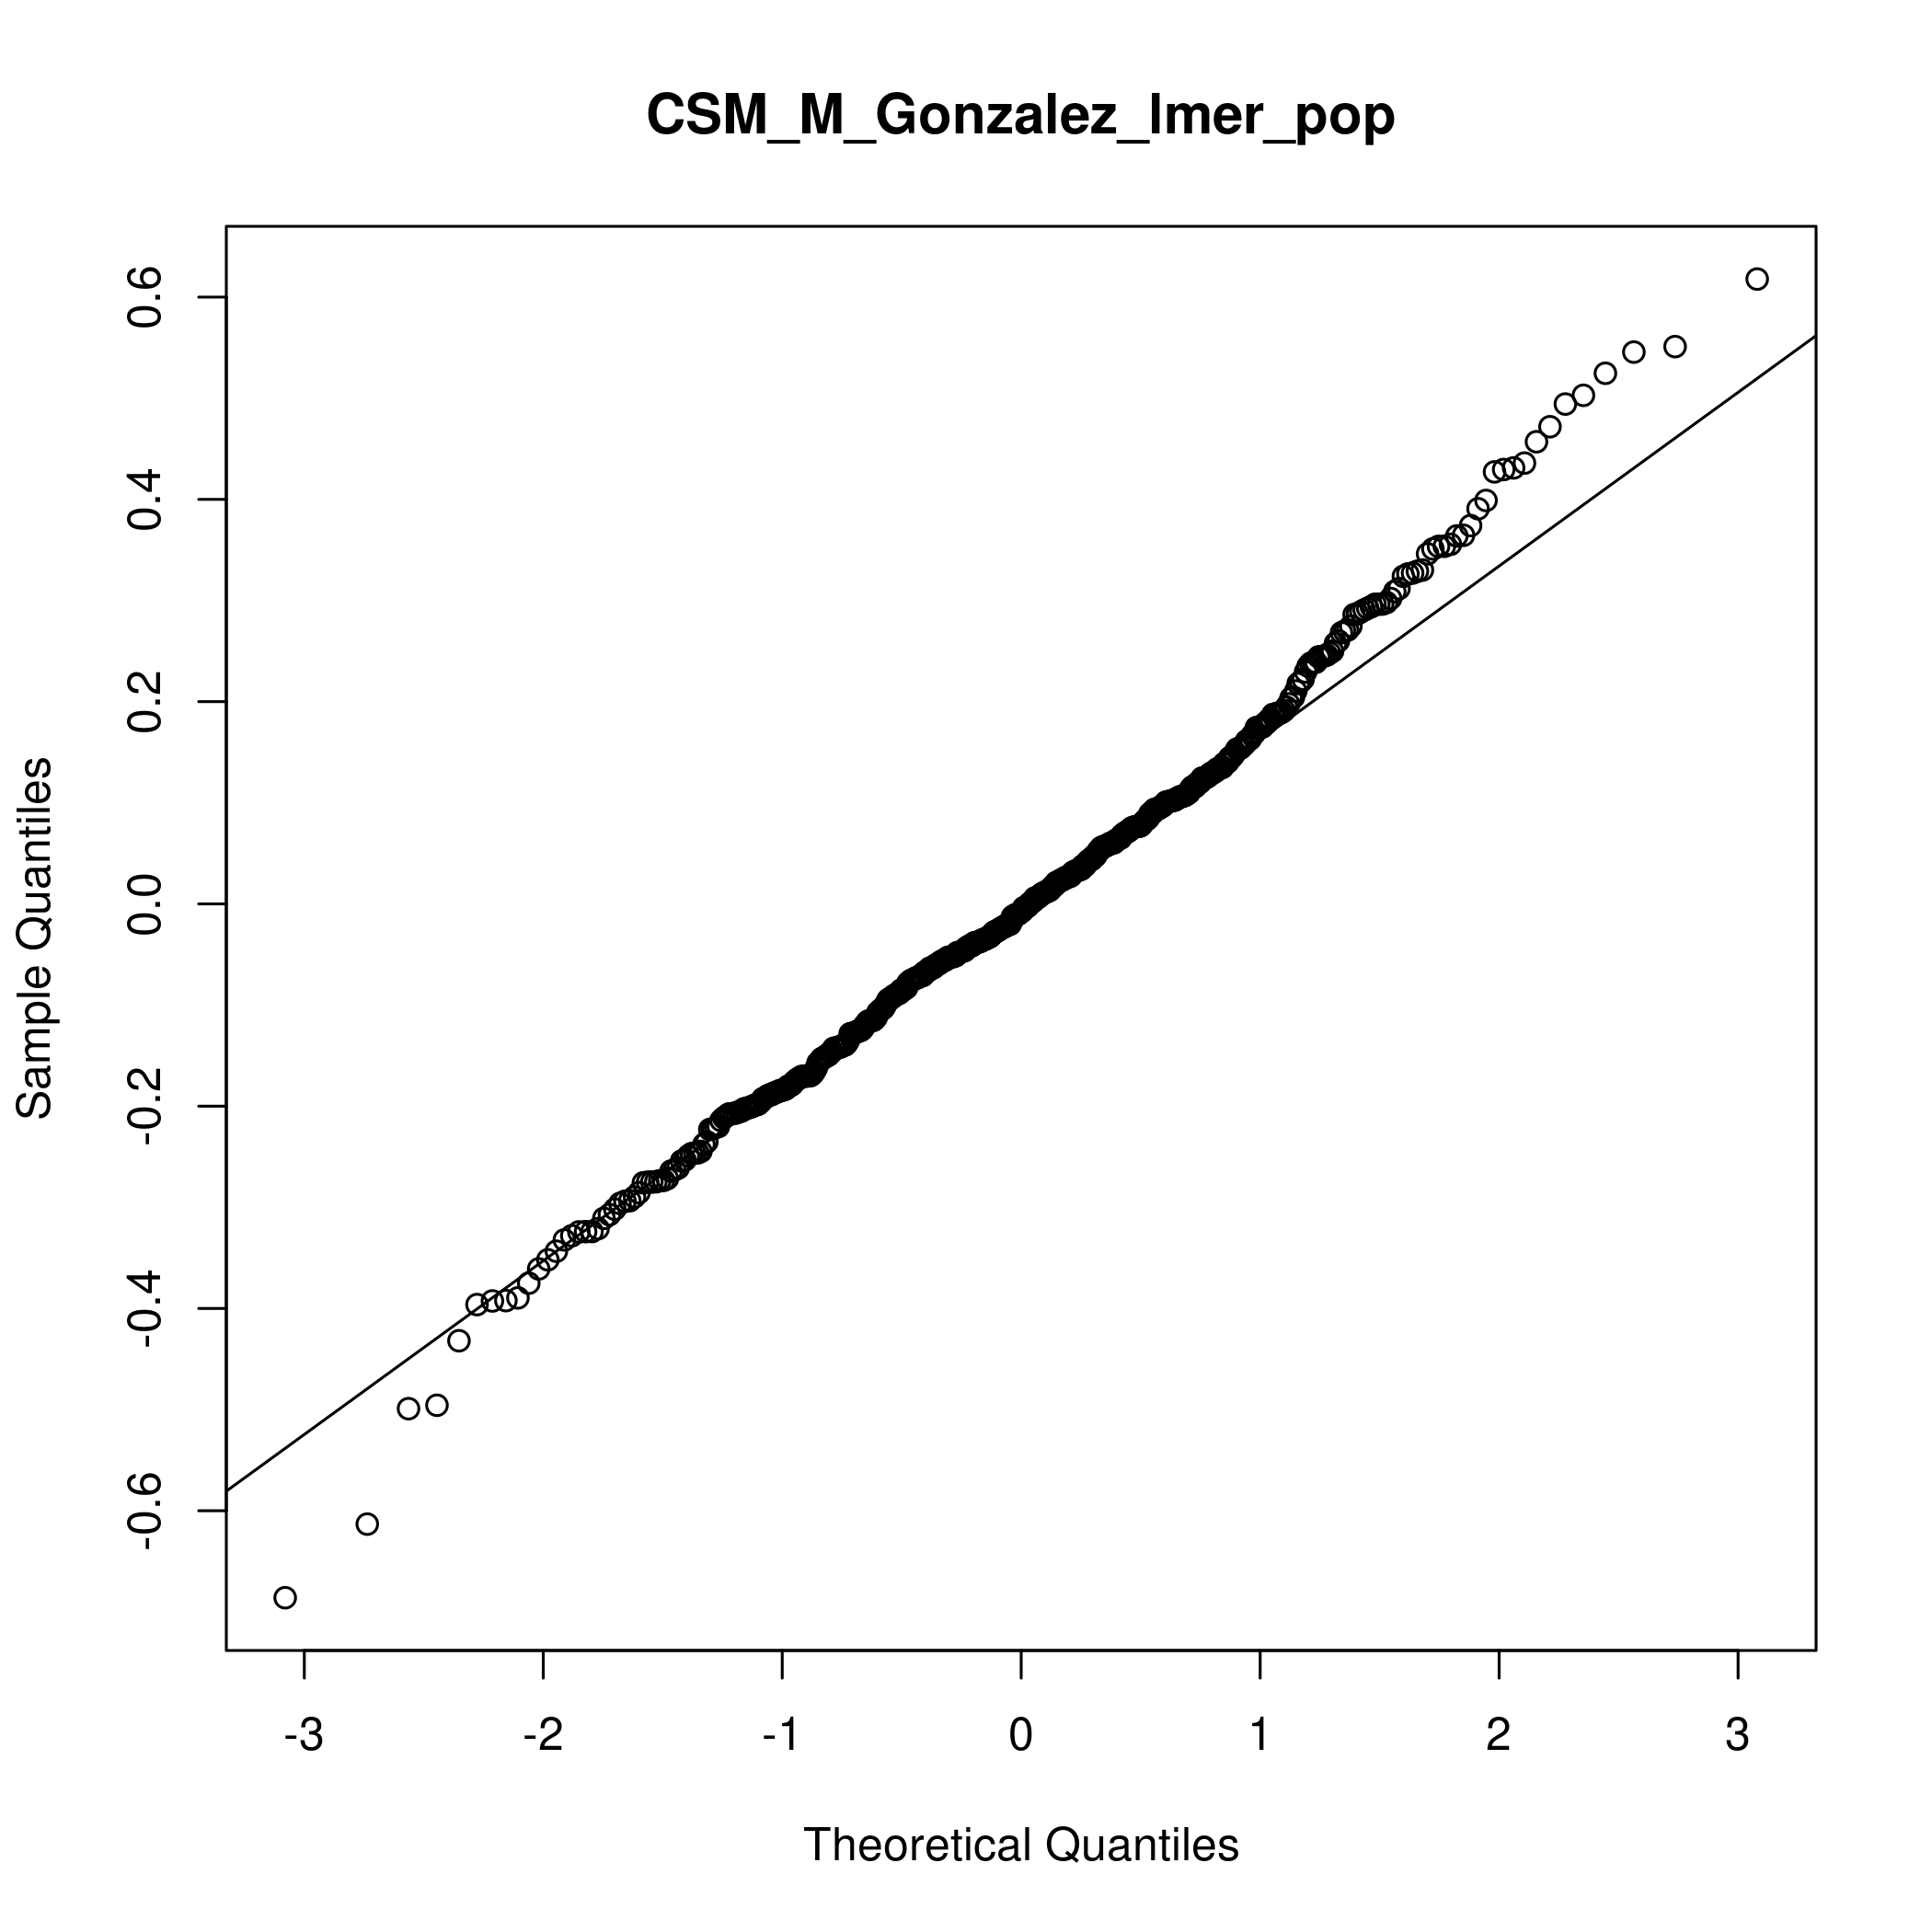 CSM_M_Gonzalez_lmer_pop
Sample Quantiles
0.6
0.4
0.2
0.0
-0.2
-0.4
-0.6
-3 -2 -1 0 1 2 3
Theoretical Quantiles